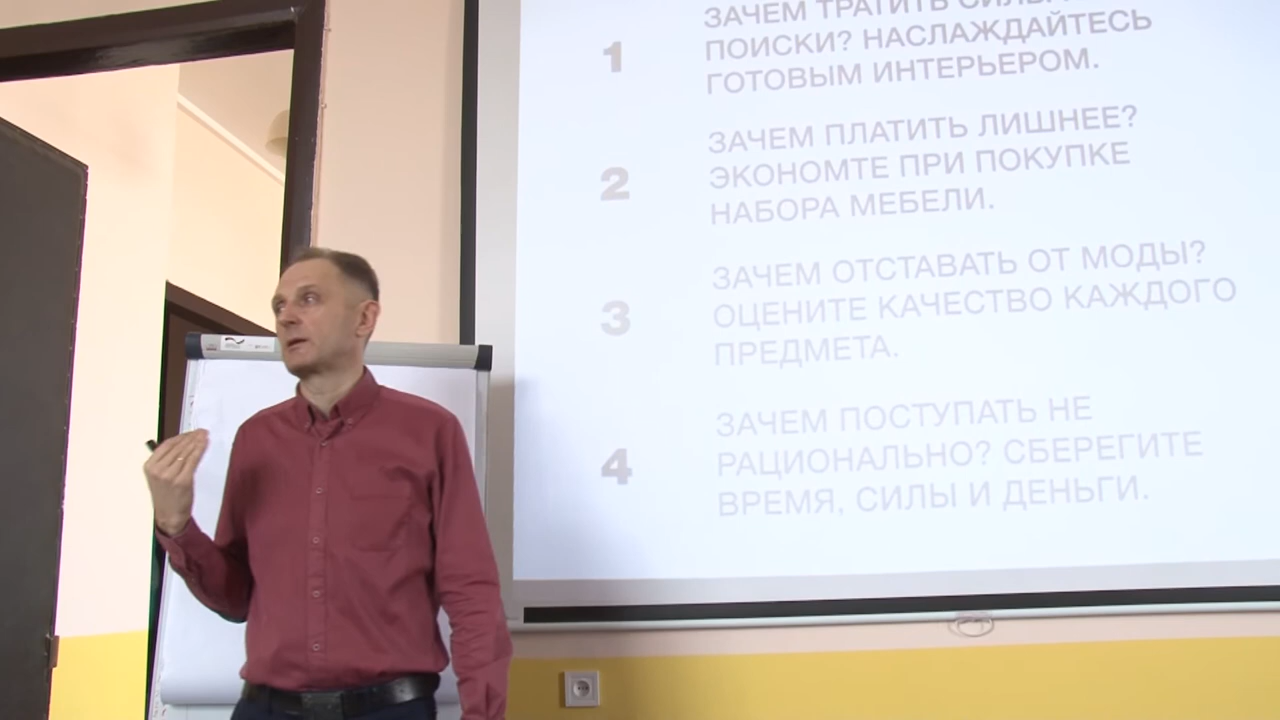 1
ЗАЧЕМ ТРАТИТЬ СИЛЫ
ПОИСКИ? НАСЛАЖДАЙТЕСЬ
ГОТОВЫМ ИНТЕРЬЕРОМ.
2
ЗАЧЕМ ПЛАТИТЬ ЛИШНЕЕ?
ЭКОНОМТЕ ПРИ ПОКУПКЕ
НАБОРА МЕБЕЛИ.
3
ЗАЧЕМ ОТСТАВАТЬ ОТ МОДЫ?
ОЦЕНИТЕ КАЧЕСТВО КАЖДОГО
ПРЕДМЕТА.
4
ЗАЧЕМ ПОСТУПАТЬ НЕ
РАЦИОНАЛЬНО? СБЕРЕГИТЕ
ВРЕМЯ, СИЛЫ И ДЕНЬГИ.